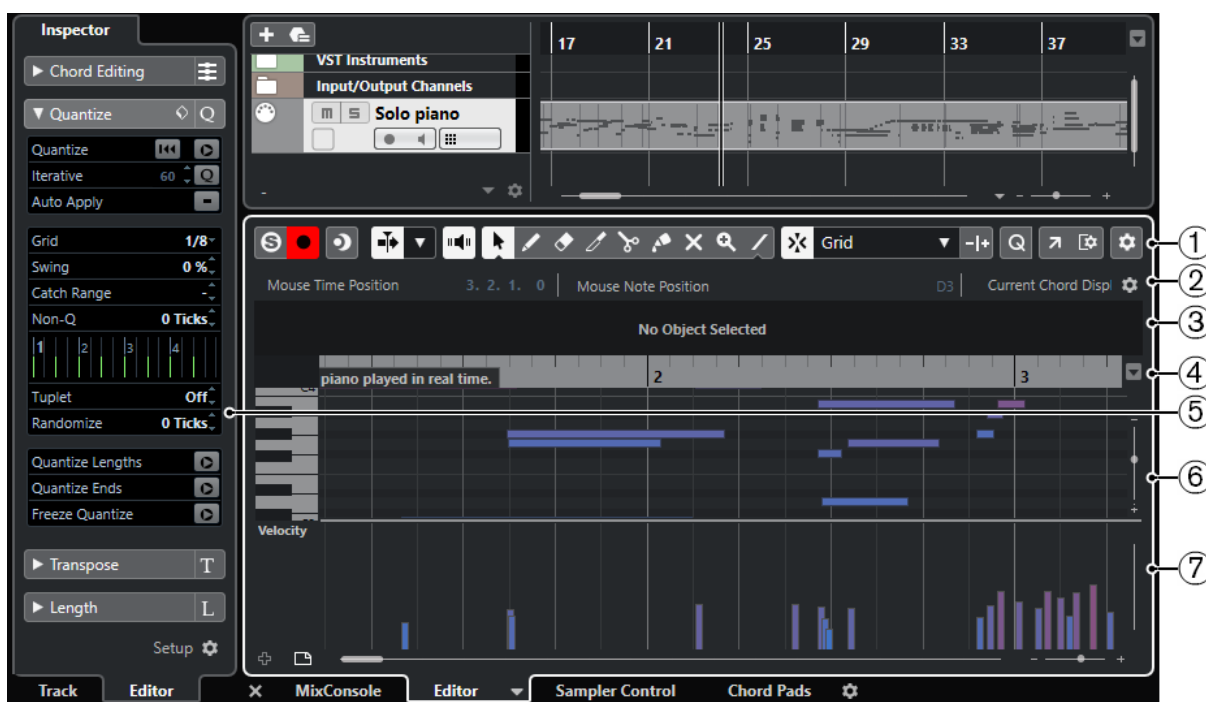 Inspector
Chord Editing
Quantize
Q
Quantize
Iterative 60 Q
Auto Apply
Grid 1/8
Swing 0 %
Catch Range -
Non-Q 0 Ticks
1 2 3 4
Tuplet Off
Randomize 0 Ticks
Quantize Lengths
Quantize Ends
Freeze Quantize
Transpose T
Length L
Setup
Track Editor
17 21 25 29 33 37
VST Instruments
Input/Output Channels
m S Solo piano
-
S Grid Q
Mouse Time Position 3. 2. 1. 0 Mouse Note Position D3 Current Chord Displ
No Object Selected
piano played in real time. 2 3
Velocity
MixConsole Editor Sampler Control Chord Pads
1
2
3
4
5
6
7